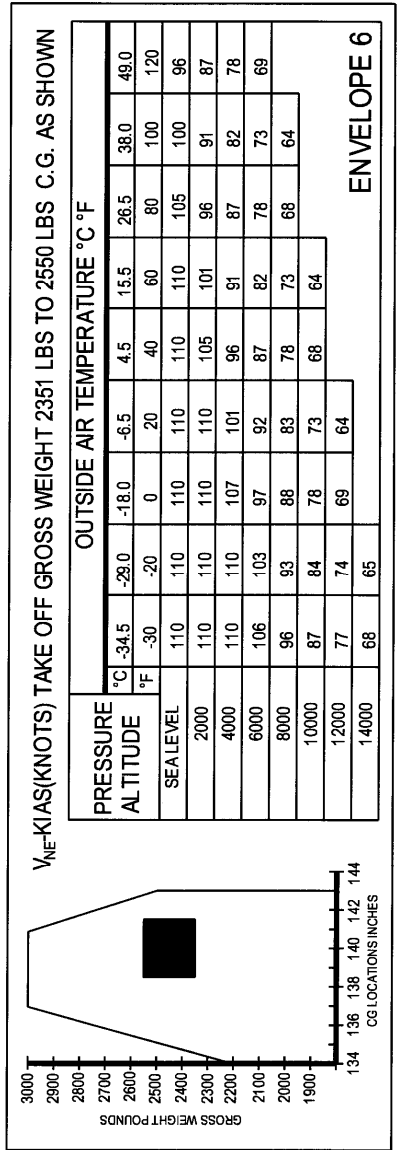 V_NE-KIAS(KNOTS) TAKE OFF GROSS WEIGHT 2351 LBS TO 2550 LBS C.G. AS SHOWN
PRESSURE ALTITUDE
OUTSIDE AIR TEMPERATURE °C °F
°C -34.5 -29.0 -18.0 -6.5 4.5 15.5 26.5 38.0 49.0
°F -30 -20 0 20 40 60 80 100 120
SEA LEVEL 110 110 110 110 110 110 105 100 96
2000 110 110 110 110 105 101 96 91 87
4000 110 110 107 101 96 91 87 82 78
6000 106 103 97 92 87 82 78 73 69
8000 96 93 88 83 78 73 68 64
10000 87 84 78 73 68 64
12000 77 74 69 64
14000 68 65
ENVELOPE 6
GROSS WEIGHT POUNDS
3000
2900
2800
2700
2600
2500
2400
2300
2200
2100
2000
1900
134 136 138 140 142 144
CG LOCATIONS INCHES